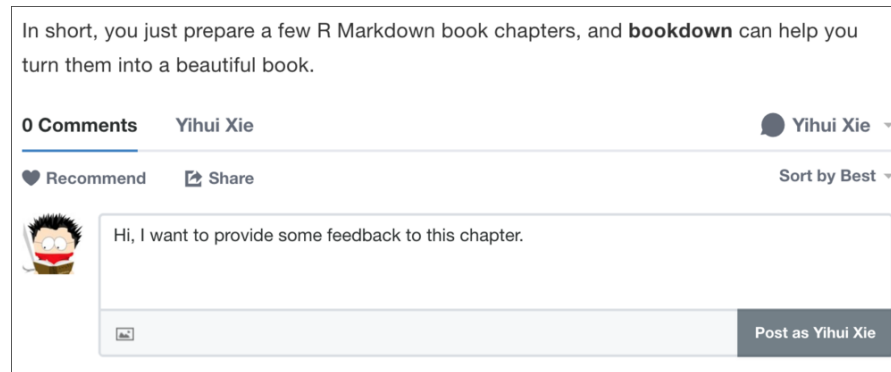 In short, you just prepare a few R Markdown book chapters, and bookdown can help you
turn them into a beautiful book.
0 Comments Yihui Xie Yihui Xie
Recommend Share Sort by Best
Hi, I want to provide some feedback to this chapter.
Post as Yihui Xie